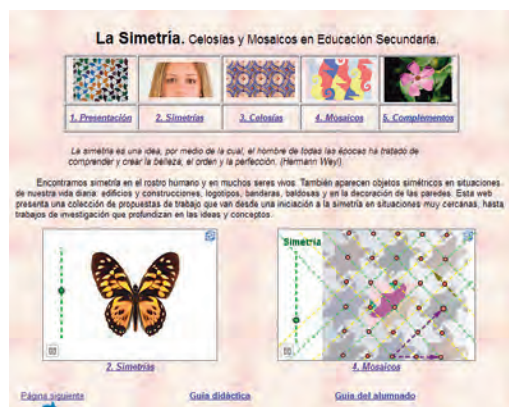 La Simetría. Celosías y Mosaicos en Educación Secundaria.
1. Presentación 2. Simetrías 3. Celosías 4. Mosaicos 5. Complementos
La simetría es una idea, por medio de la cual, el hombre de todas las épocas ha tratado de
comprender y crear la belleza, el orden y la perfección. (Hermann Weyl)
Encontramos simetría en el rostro humano y en muchos seres vivos. También aparecen objetos simétricos en situaciones
de nuestra vida diaria: edificios y construcciones, logotipos, banderas, baldosas y en la decoración de las paredes. Esta web
presenta una colección de propuestas de trabajo que van desde una iniciación a la simetría en situaciones muy cercanas, hasta
trabajos de investigación que profundizan en las ideas y conceptos.
Simetría
2. Simetrías 4. Mosaicos
Página siguiente Guía didáctica Guía del alumnado